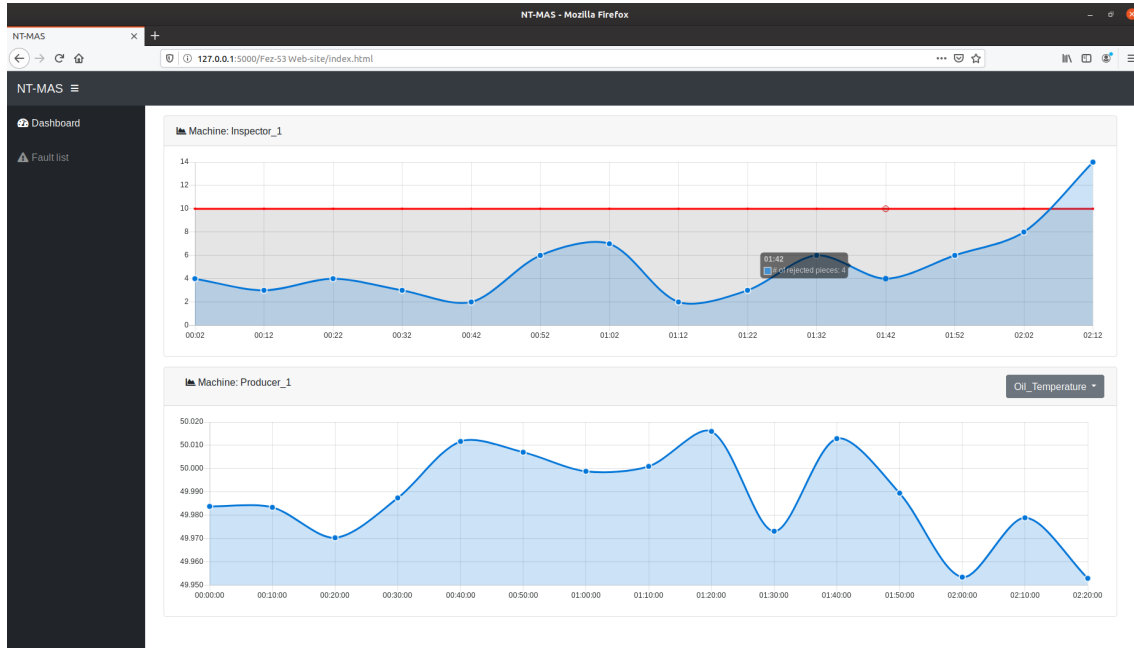 NT-MAS - Mozilla Firefox
NT-MAS
127.0.0.1:5000/Fez-53 Web-site/index.html
NT-MAS
Dashboard
Fault list
Machine: Inspector_1
14
12
10
8
6
4
2
0
01:42
# of rejected pieces: 4
00:02 00:12 00:22 00:32 00:42 00:52 01:02 01:12 01:22 01:32 01:42 01:52 02:02 02:12
Machine: Producer_1
Oil_Temperature
50.020
50.010
50.000
49.990
49.980
49.970
49.960
49.950
00:00:00 00:10:00 00:20:00 00:30:00 00:40:00 00:50:00 01:00:00 01:10:00 01:20:00 01:30:00 01:40:00 01:50:00 02:00:00 02:10:00 02:20:00